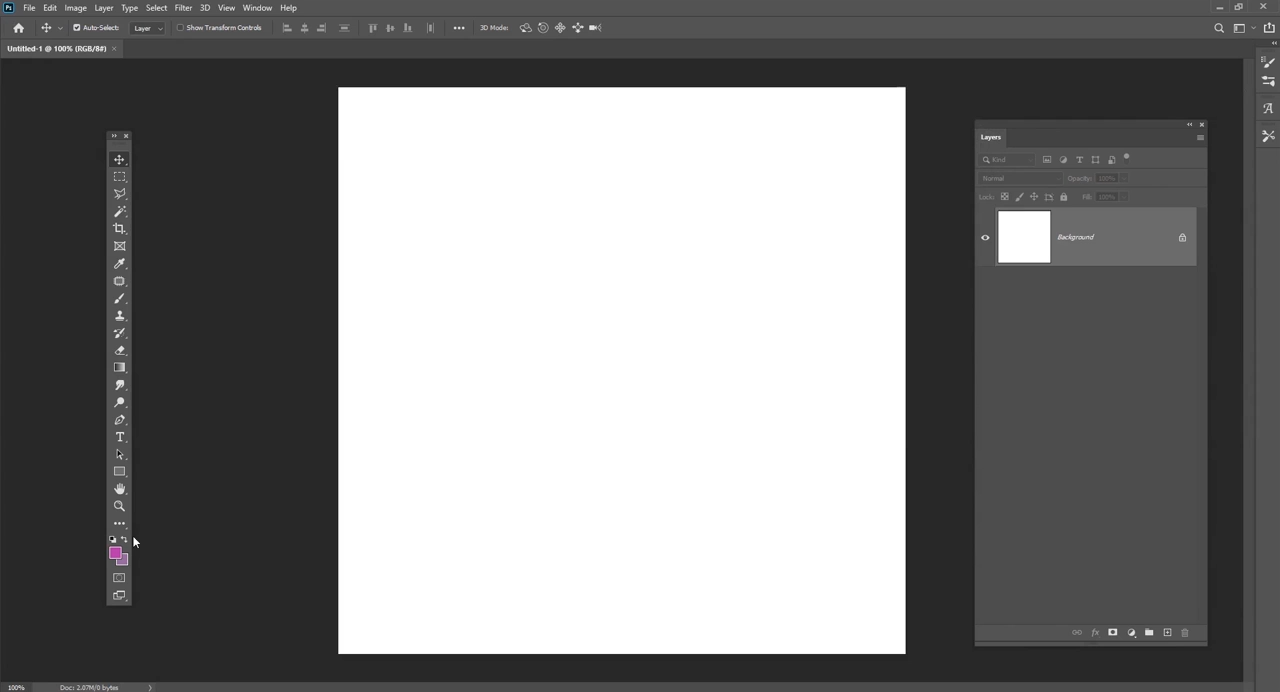 Ps File Edit Image Layer Type Select Filter 3D View Window Help
Auto-Select: Layer Show Transform Controls 3D Mode:
Untitled-1 @ 100% (RGB/8#)
Layers
Kind
Normal Opacity: 100%
Lock: Fill: 100%
Background
100% Doc: 2.07M/0 bytes